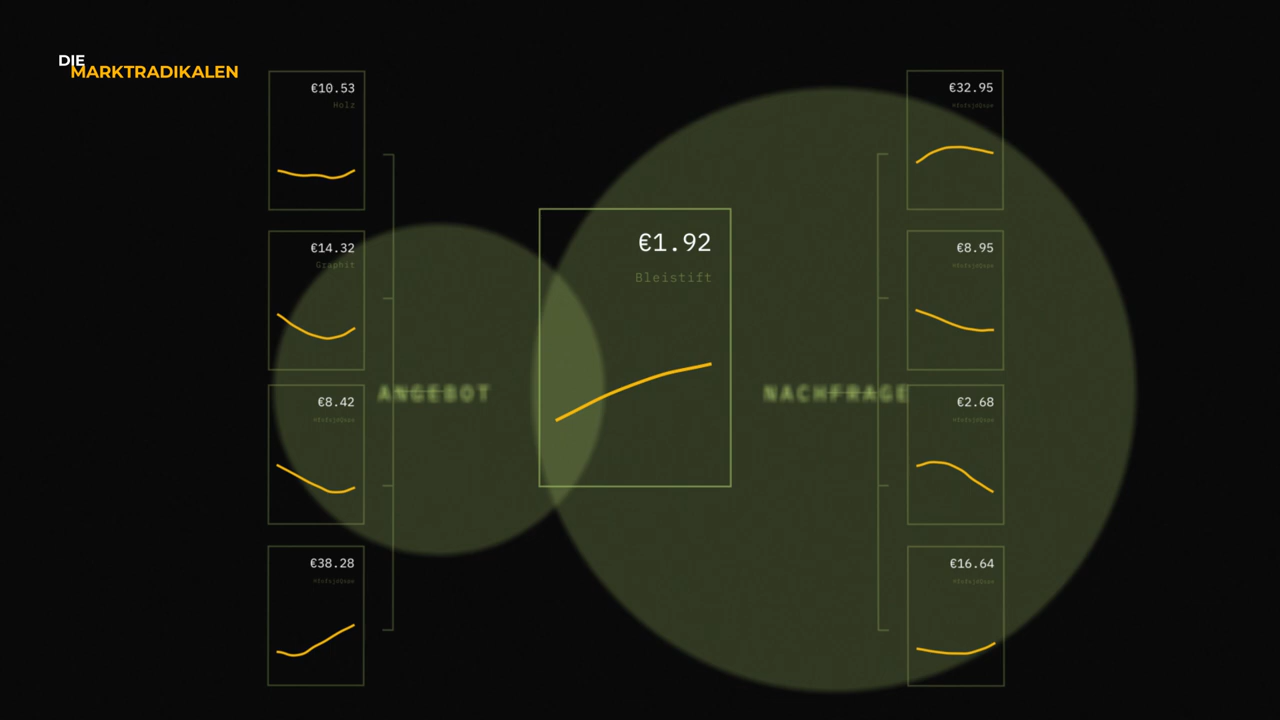 DIE
MARKTRADIKALEN
€10.53
Holz
€14.32
Graphit
€8.42
€38.28
ANGEBOT
€1.92
Bleistift
NACHFRAGE
€32.95
€8.95
€2.68
€16.64